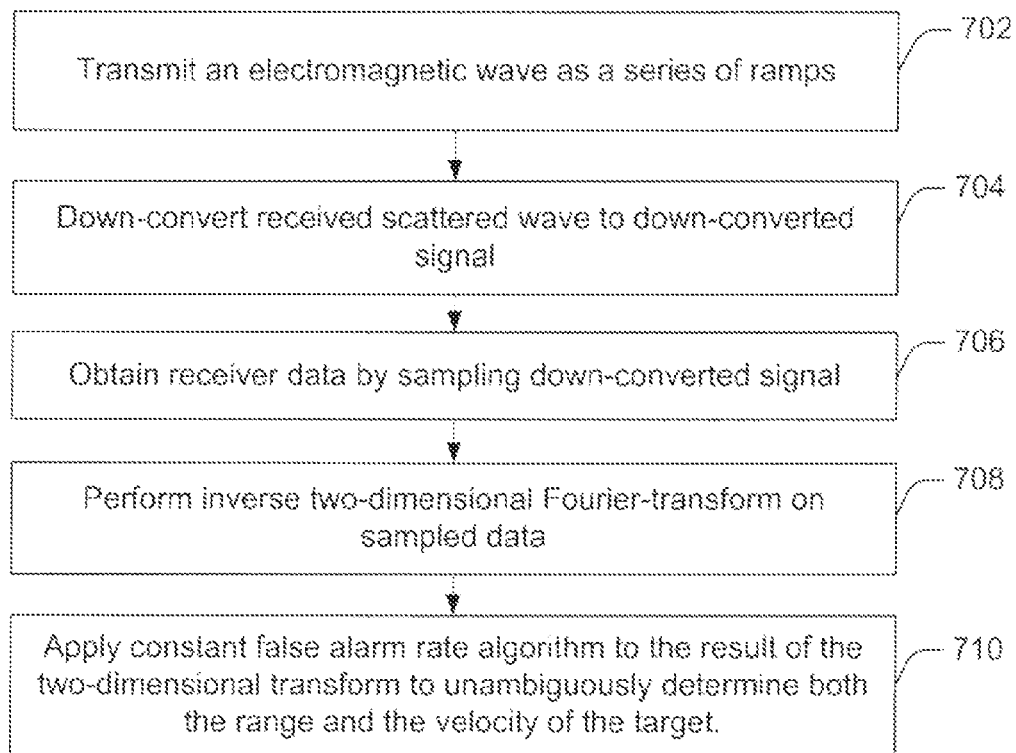 Transmit an electromagnetic wave as a series of ramps
702
Down-convert received scattered wave to down-converted
signal
704
Obtain receiver data by sampling down-converted signal
706
Perform inverse two-dimensional Fourier-transform on
sampled data
708
Apply constant false alarm rate algorithm to the result of the
two-dimensional transform to unambiguously determine both
the range and the velocity of the target.
710